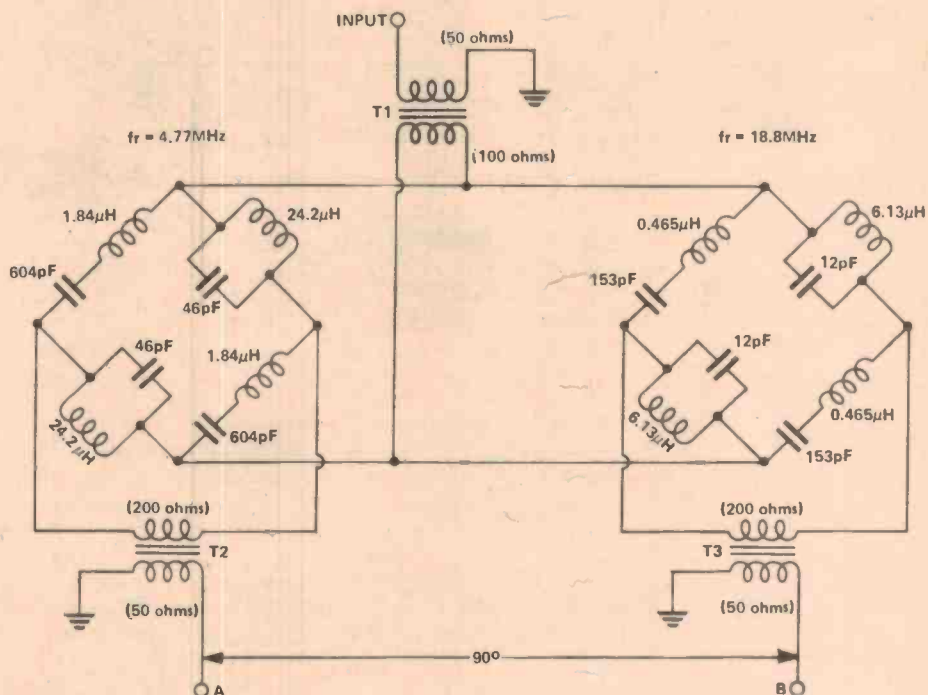 INPUT
(50 ohms)
T1
(100 ohms)
fr = 4.77MHz
fr = 18.8MHz
1.84µH
24.2µH
604pF
46pF
46pF
1.84µH
24.2µH
604pF
0.465µH
6.13µH
153pF
12pF
12pF
0.465µH
6.13µH
153pF
(200 ohms)
T2
(50 ohms)
(200 ohms)
T3
(50 ohms)
90º
A
B